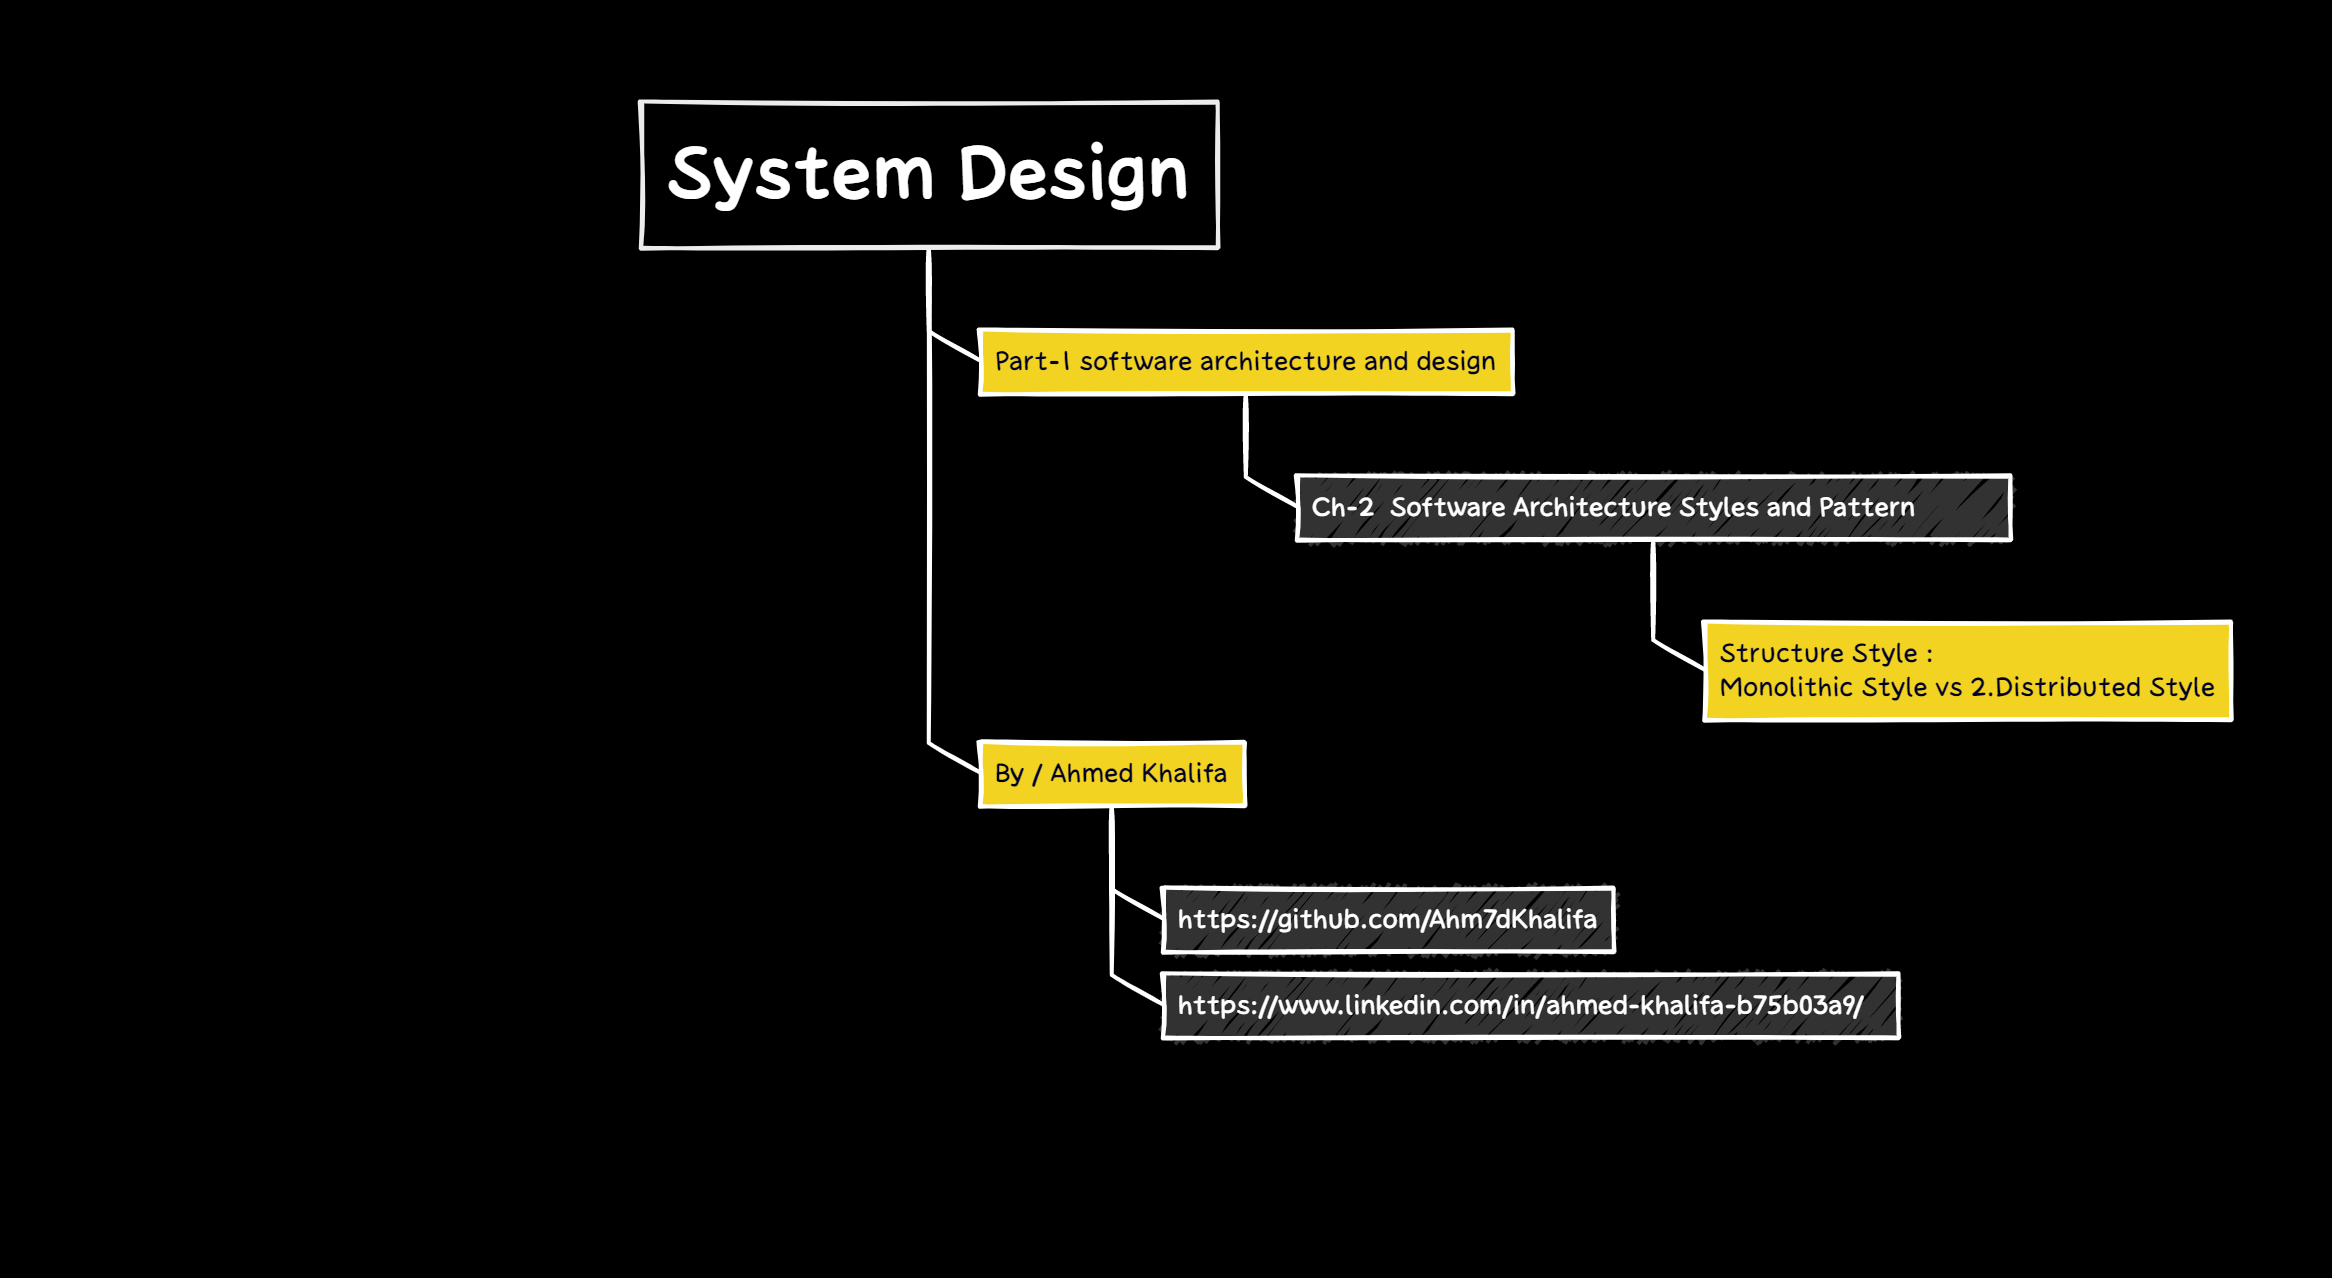 System Design
Part-1 software architecture and design
Ch-2  Software Architecture Styles and Pattern
Structure Style :
Monolithic Style vs 2.Distributed Style
By / Ahmed Khalifa
https://github.com/Ahm7dKhalifa
https://www.linkedin.com/in/ahmed-khalifa-b75b03a9/